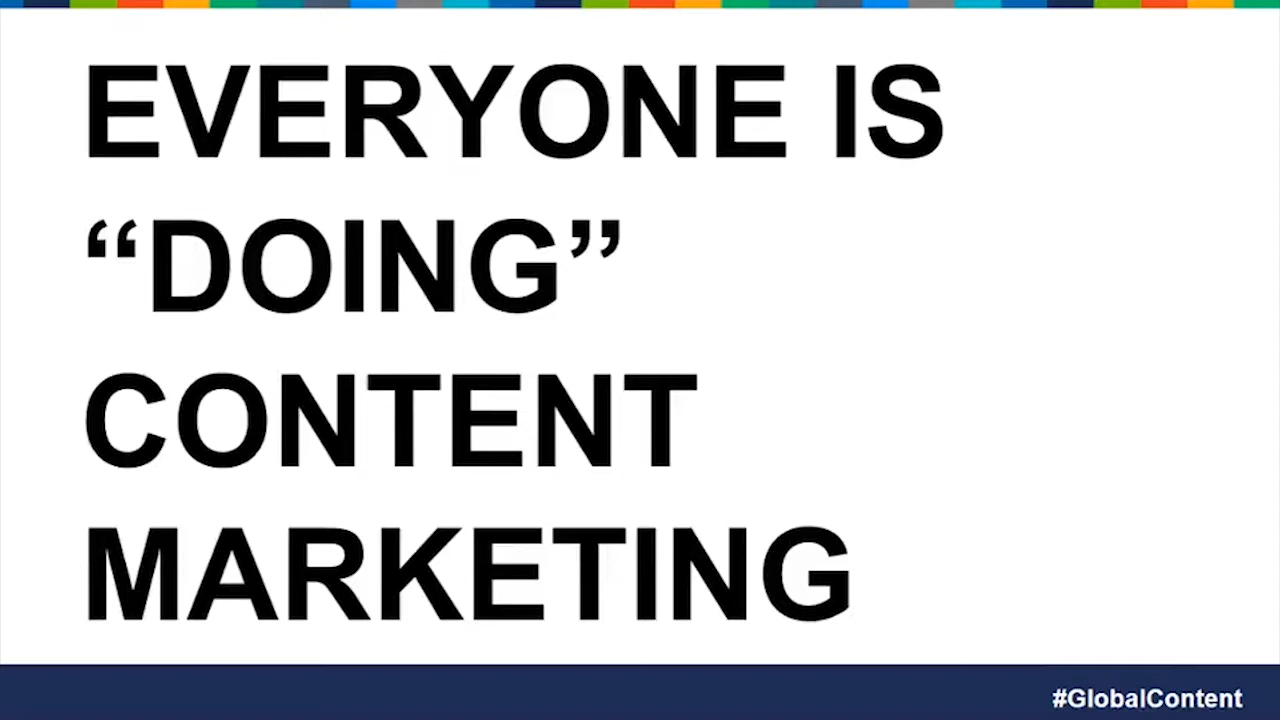 EVERYONE IS
“DOING”
CONTENT
MARKETING
#GlobalContent